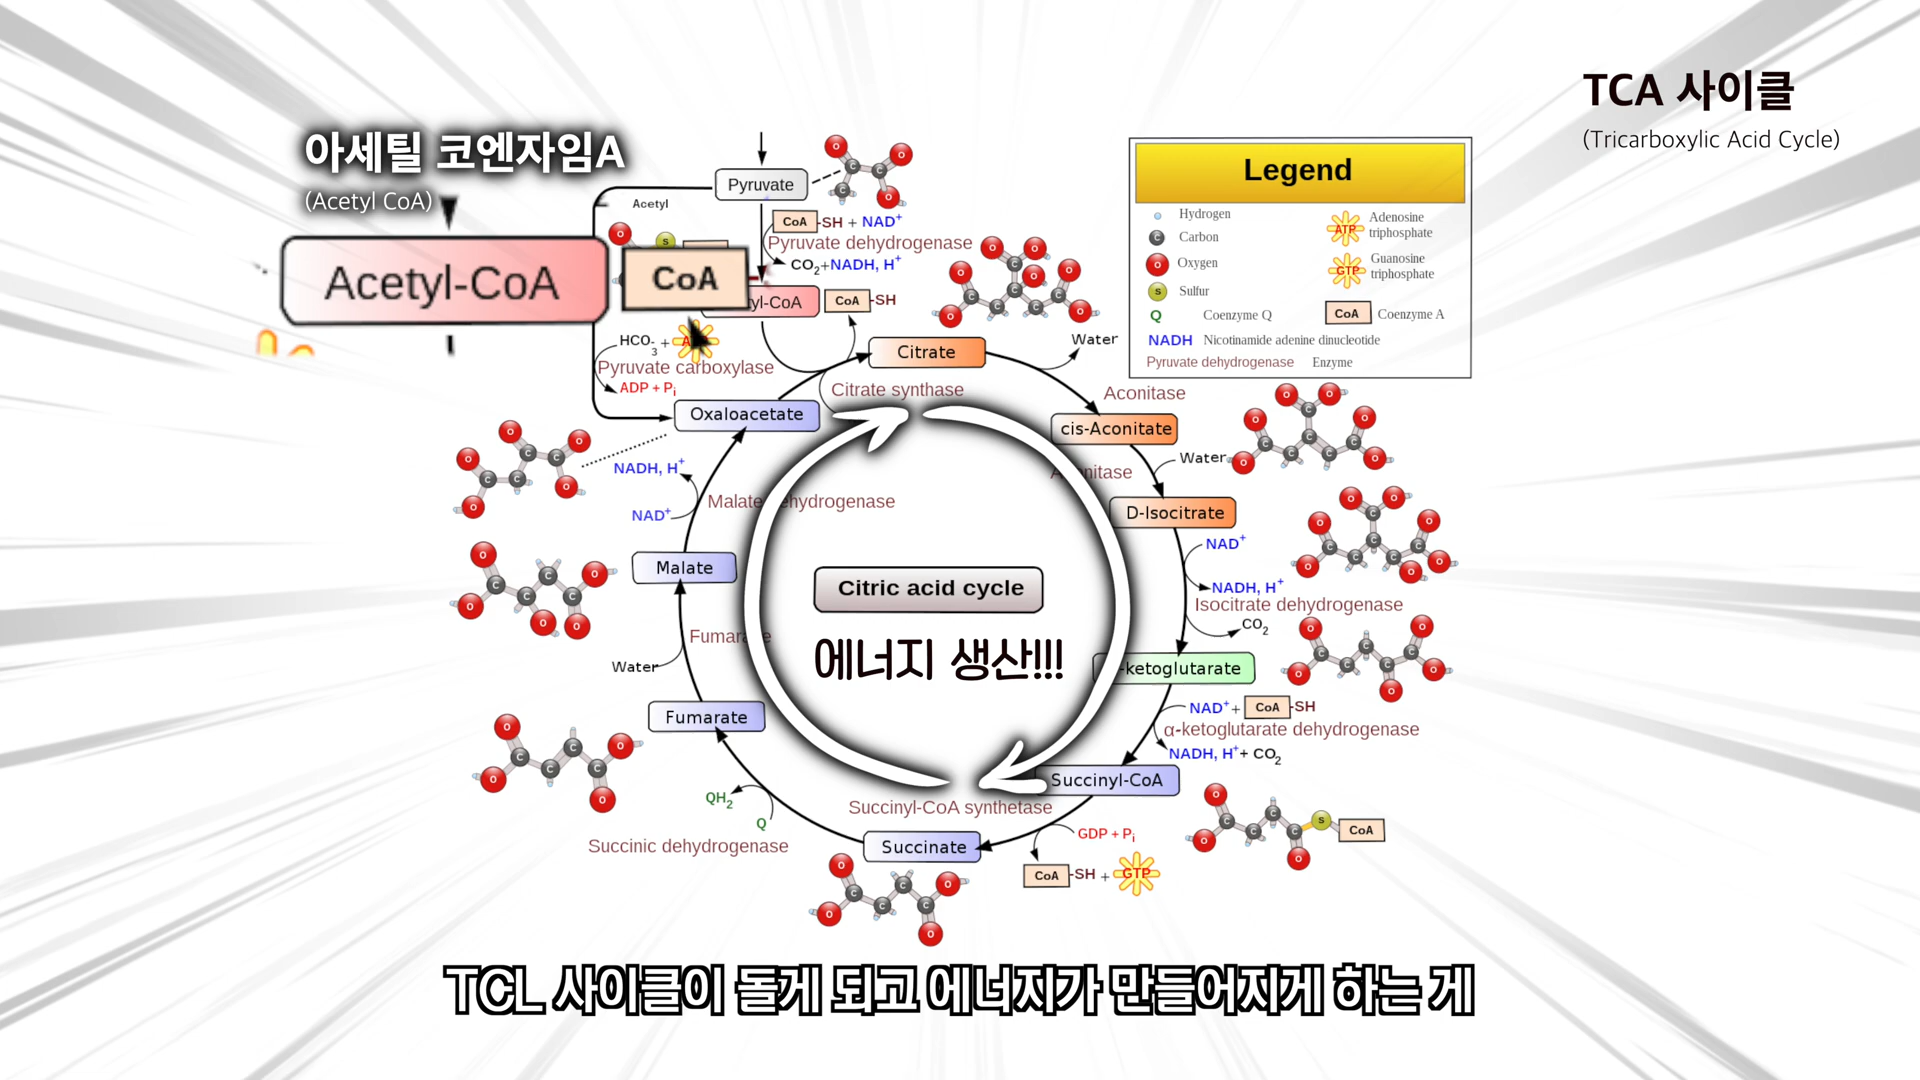 TCA 사이클
(Tricarboxylic Acid Cycle)
아세틸 코엔자임A
(Acetyl CoA)
Acetyl-CoA
CoA
Pyruvate
Acetyl
S
CoA-SH + NAD+
Pyruvate dehydrogenase
CO2+NADH, H+
yl-CoA
CoA-SH
HCO3- +
Pyruvate carboxylase
ADP + Pi
Citrate
Water
Citrate synthase
Oxaloacetate
Aconitase
cis-Aconitate
Water
D-Isocitrate
NADH, H+
NAD+
Malate dehydrogenase
NAD+
NADH, H+
Isocitrate dehydrogenase
CO2
Malate
Citric acid cycle
에너지 생산!!!
Water
-ketoglutarate
NAD+ + CoA-SH
α-ketoglutarate dehydrogenase
NADH, H+ + CO2
Fumarate
Succinyl-CoA
Succinyl-CoA synthetase
QH2
Q
Succinic dehydrogenase
Succinate
GDP + Pi
CoA-SH + GTP
S
CoA
Legend
Hydrogen
C
Carbon
O
Oxygen
S
Sulfur
Q
Coenzyme Q
NADH
Nicotinamide adenine dinucleotide
Pyruvate dehydrogenase
Enzyme
ATP
Adenosine
triphosphate
GTP
Guanosine
triphosphate
CoA
Coenzyme A
TCL 사이클이 돌게 되고 에너지가 만들어지게 하는 게